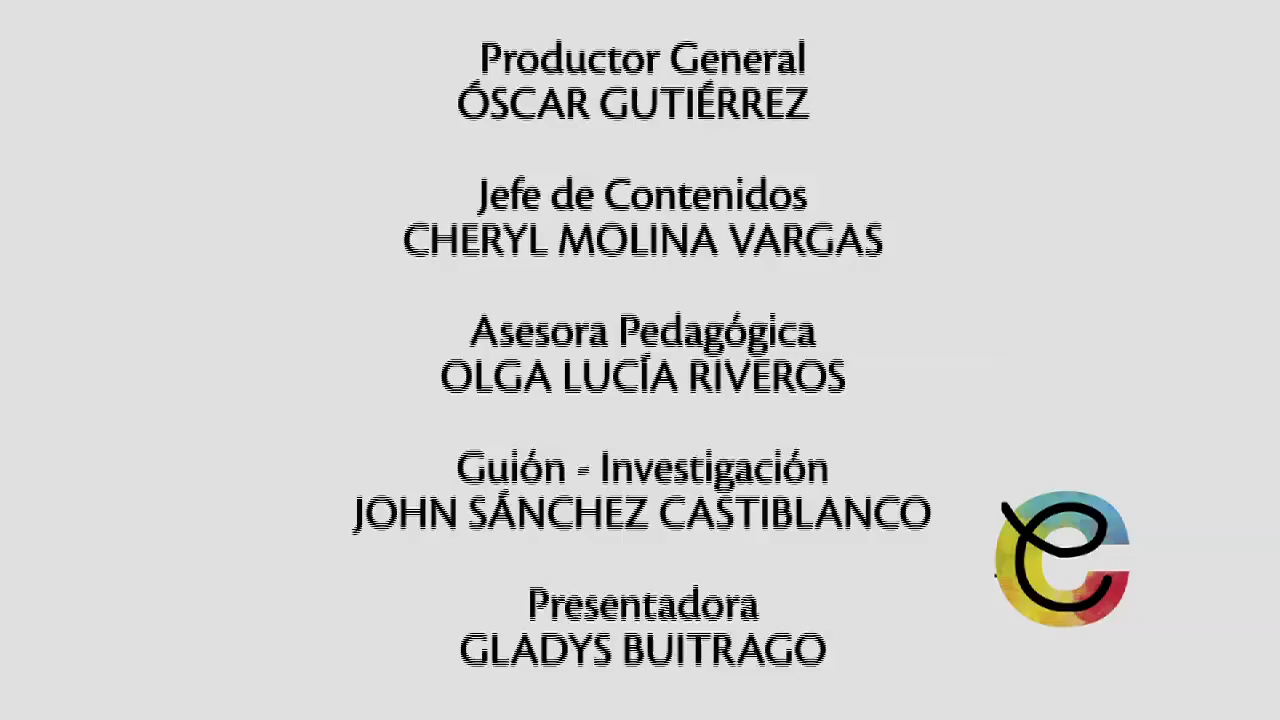 Productor General
ÓSCAR GUTIÉRREZ
Jefe de Contenidos
CHERYL MOLINA VARGAS
Asesora Pedagógica
OLGA LUCÍA RIVEROS
Guión - Investigación
JOHN SÁNCHEZ CASTIBLANCO
Presentadora
GLADYS BUITRAGO